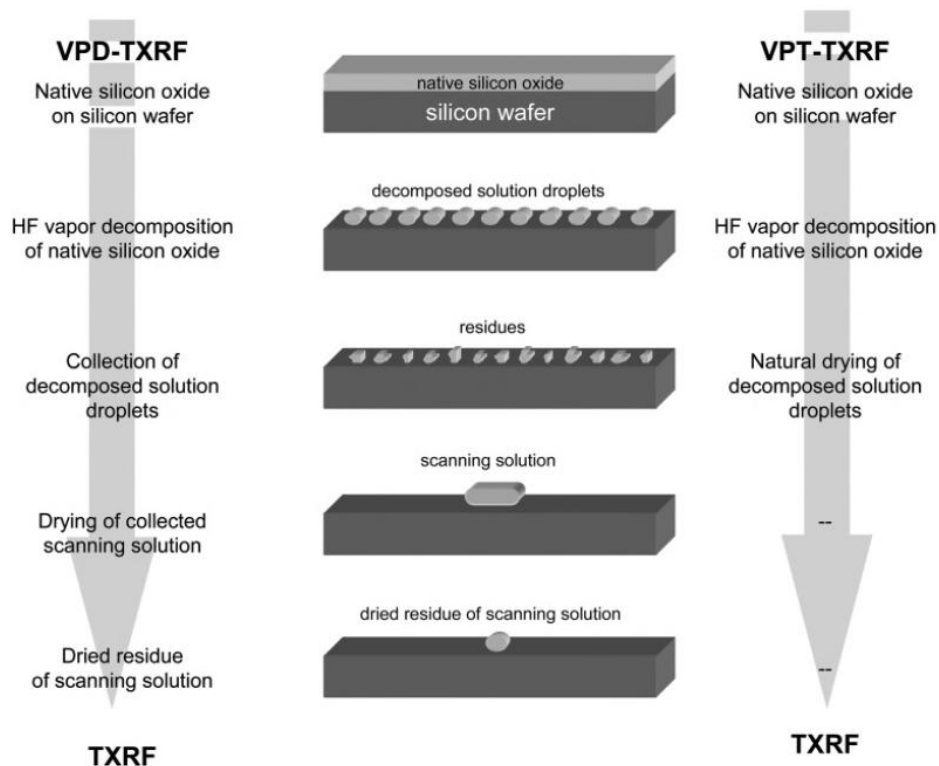 VPD-TXRF
Native silicon oxide
on silicon wafer
native silicon oxide
silicon wafer
VPT-TXRF
Native silicon oxide
on silicon wafer
HF vapor decomposition
of native silicon oxide
decomposed solution droplets
HF vapor decomposition
of native silicon oxide
Collection of
decomposed solution
droplets
residues
Natural drying of
decomposed solution
droplets
Drying of collected
scanning solution
scanning solution
--
Dried residue
of scanning solution
dried residue of scanning solution
--
TXRF
TXRF